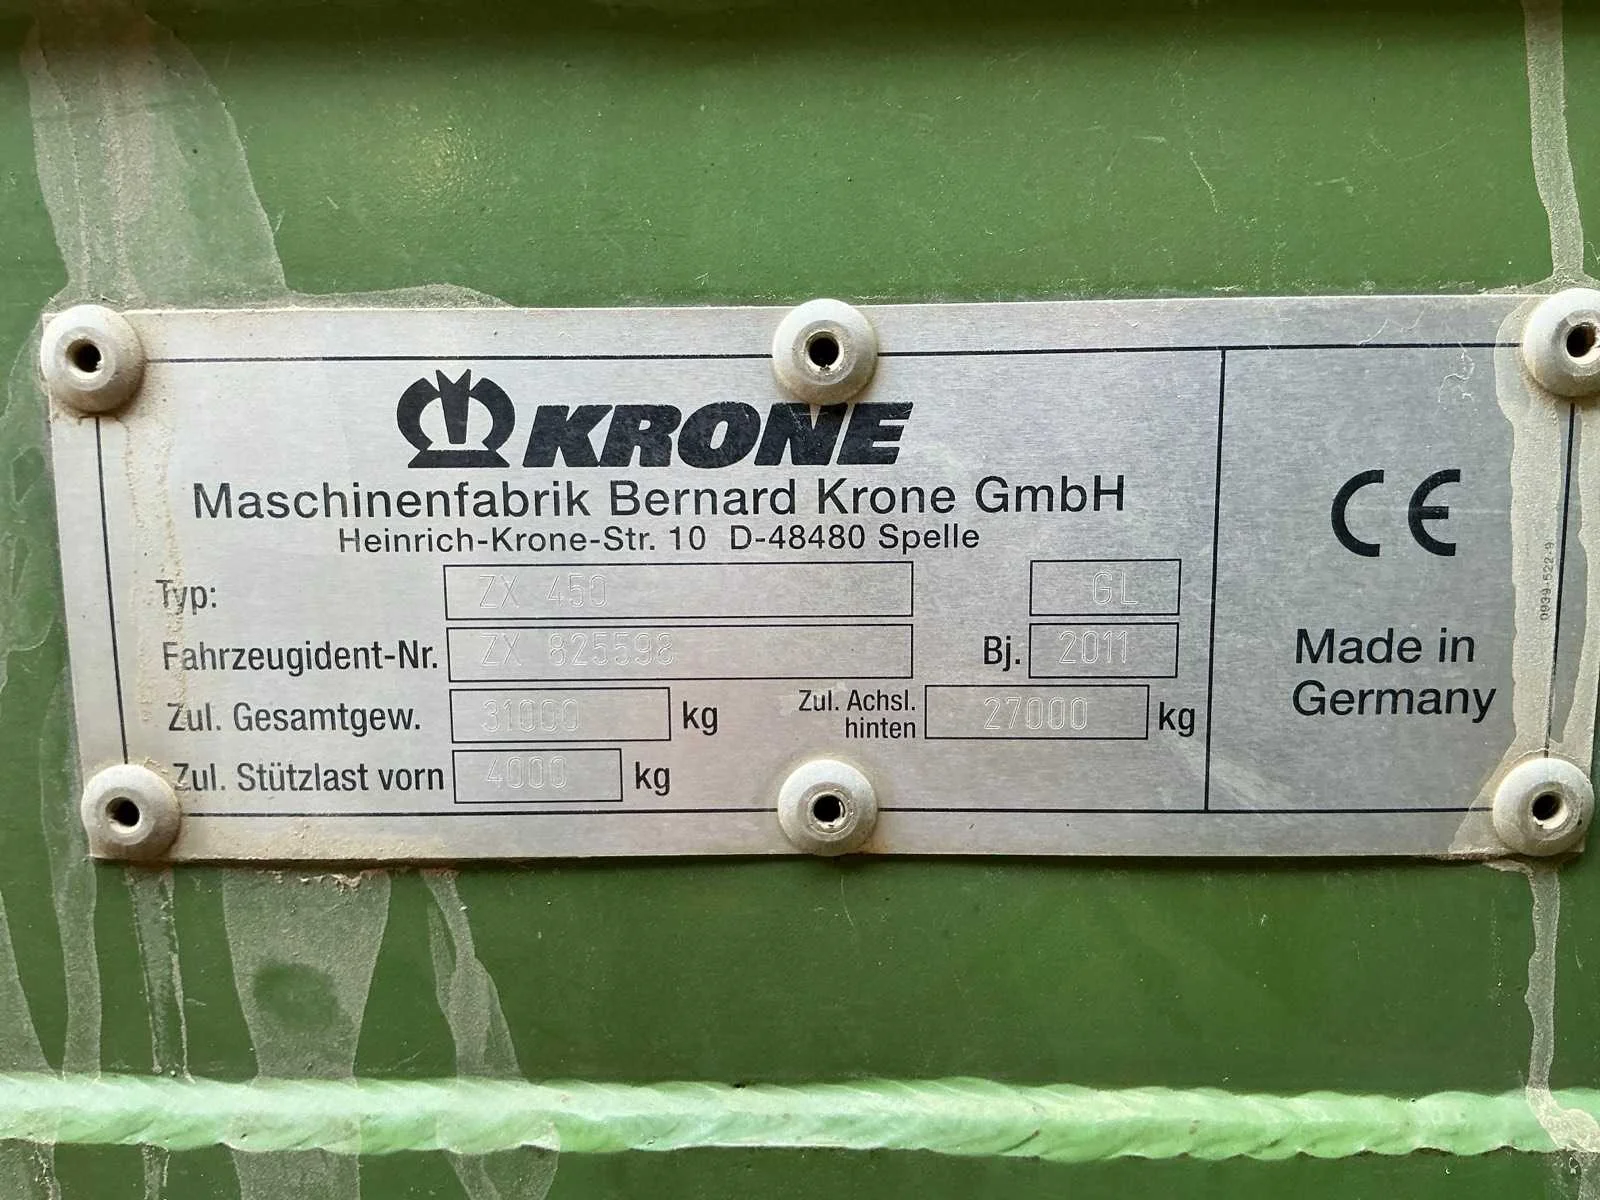 KRONE
Maschinenfabrik Bernard Krone GmbH
Heinrich-Krone-Str. 10 D-48480 Spelle
Typ: ZX 450 GL
Fahrzeugident-Nr. ZX 825598 Bj. 2011
Zul. Gesamtgew. 31000 kg Zul. Achsl. hinten 27000 kg
Zul. Stützlast vorn 4000 kg
CE
Made in
Germany
0939-522-9